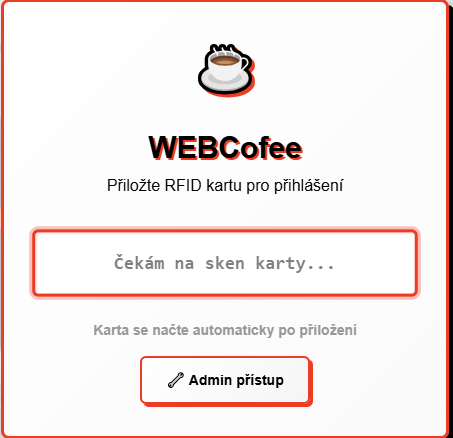 WEBCofee
Přiložte RFID kartu pro přihlášení
Čekám na sken karty...
Karta se načte automaticky po přiložení
Admin přístup